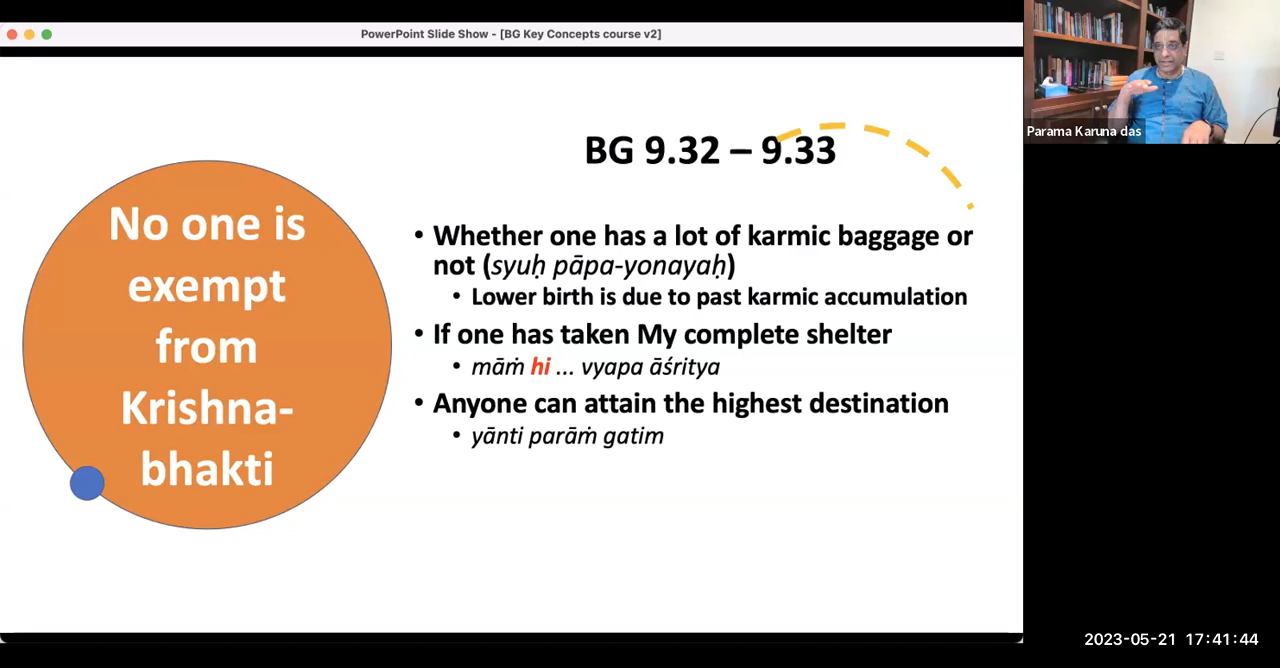 PowerPoint Slide Show - [BG Key Concepts course v2]
No one is
exempt
from
Krishna-
bhakti
BG 9.32 – 9.33
• Whether one has a lot of karmic baggage or
not (syuḥ pāpa-yonayaḥ)
• Lower birth is due to past karmic accumulation
• If one has taken My complete shelter
• māṁ hi ... vyapa āśritya
• Anyone can attain the highest destination
• yānti parāṁ gatim
Parama Karuna das
2023-05-21 17:41:44